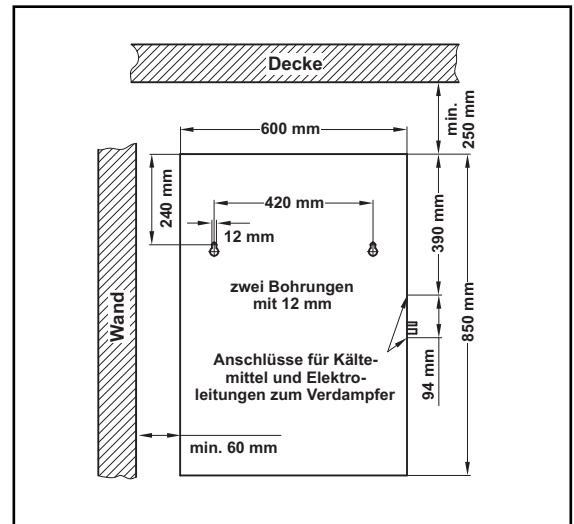 Decke
min.
250 mm
600 mm
240 mm
420 mm
390 mm
12 mm
zwei Bohrungen
mit 12 mm
850 mm
Wand
Anschlüsse für Kälte-
mittel und Elektro-
leitungen zum Verdampfer
94 mm
min. 60 mm